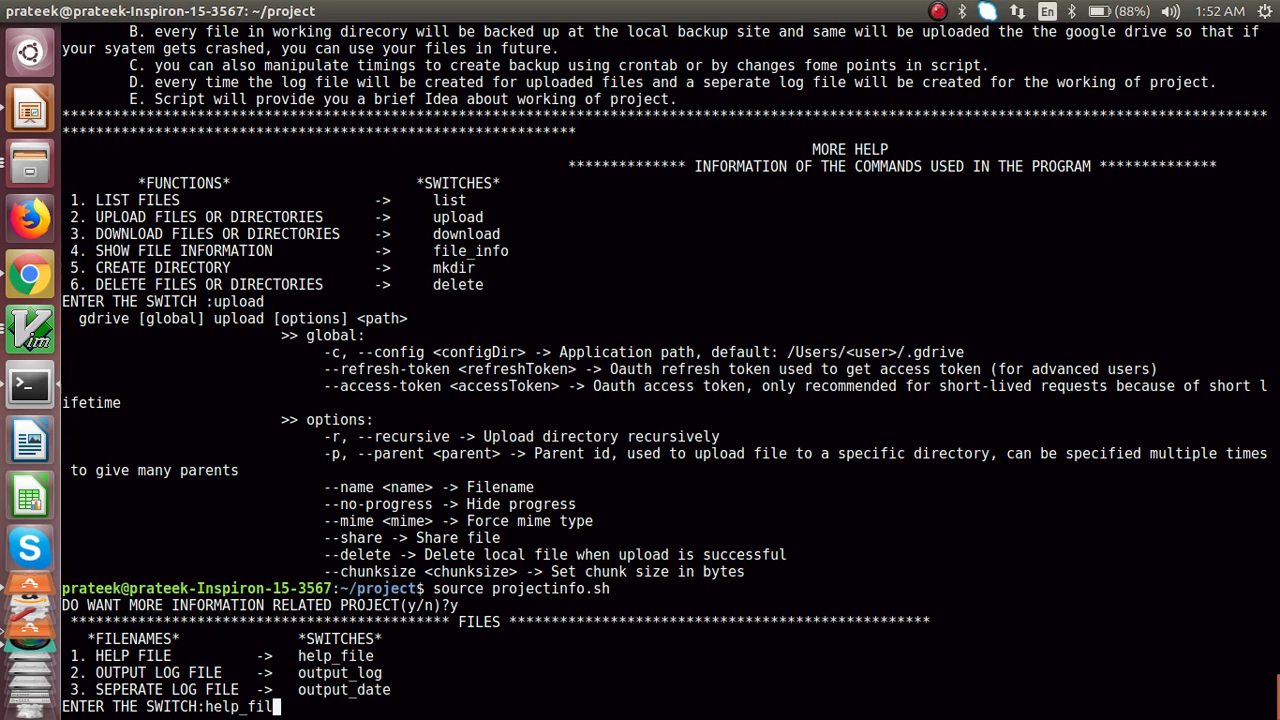 prateek@prateek-Inspiron-15-3567: ~/project
En
(88%)
1:52 AM
B. every file in working direcory will be backed up at the local backup site and same will be uploaded the the google drive so that if
your syatem gets crashed, you can use your files in future.
C. you can also manipulate timings to create backup using crontab or by changes fome points in script.
D. every time the log file will be created for uploaded files and a seperate log file will be created for the working of project.
E. Script will provide you a brief Idea about working of project.
***********************************************************************************************************************************************
*************************************************************
MORE HELP
************** INFORMATION OF THE COMMANDS USED IN THE PROGRAM **************
*FUNCTIONS* *SWITCHES*
1. LIST FILES -> list
2. UPLOAD FILES OR DIRECTORIES -> upload
3. DOWNLOAD FILES OR DIRECTORIES -> download
4. SHOW FILE INFORMATION -> file_info
5. CREATE DIRECTORY -> mkdir
6. DELETE FILES OR DIRECTORIES -> delete
ENTER THE SWITCH :upload
gdrive [global] upload [options] <path>
>> global:
-c, --config <configDir> -> Application path, default: /Users/<user>/.gdrive
--refresh-token <refreshToken> -> Oauth refresh token used to get access token (for advanced users)
--access-token <accessToken> -> Oauth access token, only recommended for short-lived requests because of short l
ifetime
>> options:
-r, --recursive -> Upload directory recursively
-p, --parent <parent> -> Parent id, used to upload file to a specific directory, can be specified multiple times
to give many parents
--name <name> -> Filename
--no-progress -> Hide progress
--mime <mime> -> Force mime type
--share -> Share file
--delete -> Delete local file when upload is successful
--chunksize <chunksize> -> Set chunk size in bytes
prateek@prateek-Inspiron-15-3567:~/project$ source projectinfo.sh
DO WANT MORE INFORMATION RELATED PROJECT(y/n)?y
********************************************* FILES **************************************************
*FILENAMES* *SWITCHES*
1. HELP FILE -> help_file
2. OUTPUT LOG FILE -> output_log
3. SEPERATE LOG FILE -> output_date
ENTER THE SWITCH:help_fil